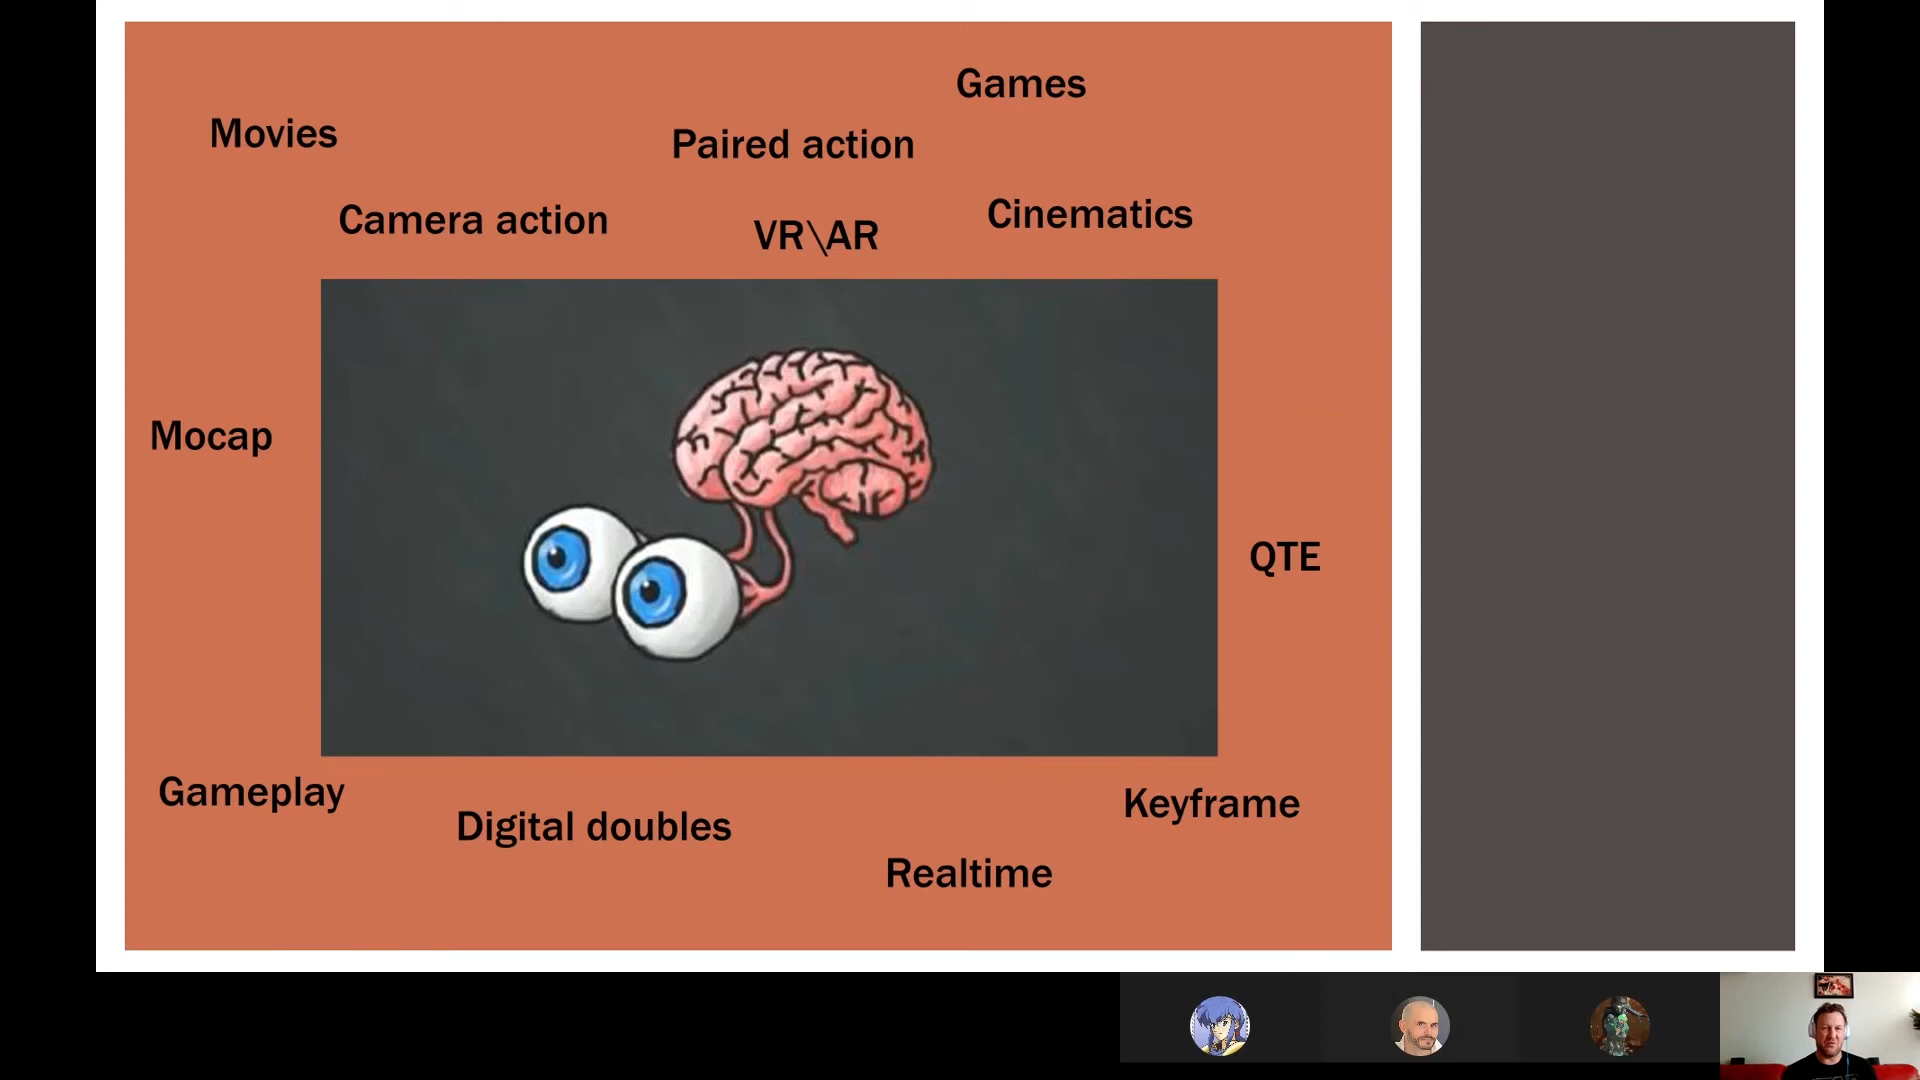 Games
Movies
Paired action
Camera action
VR\AR
Cinematics
Mocap
QTE
Gameplay
Digital doubles
Keyframe
Realtime